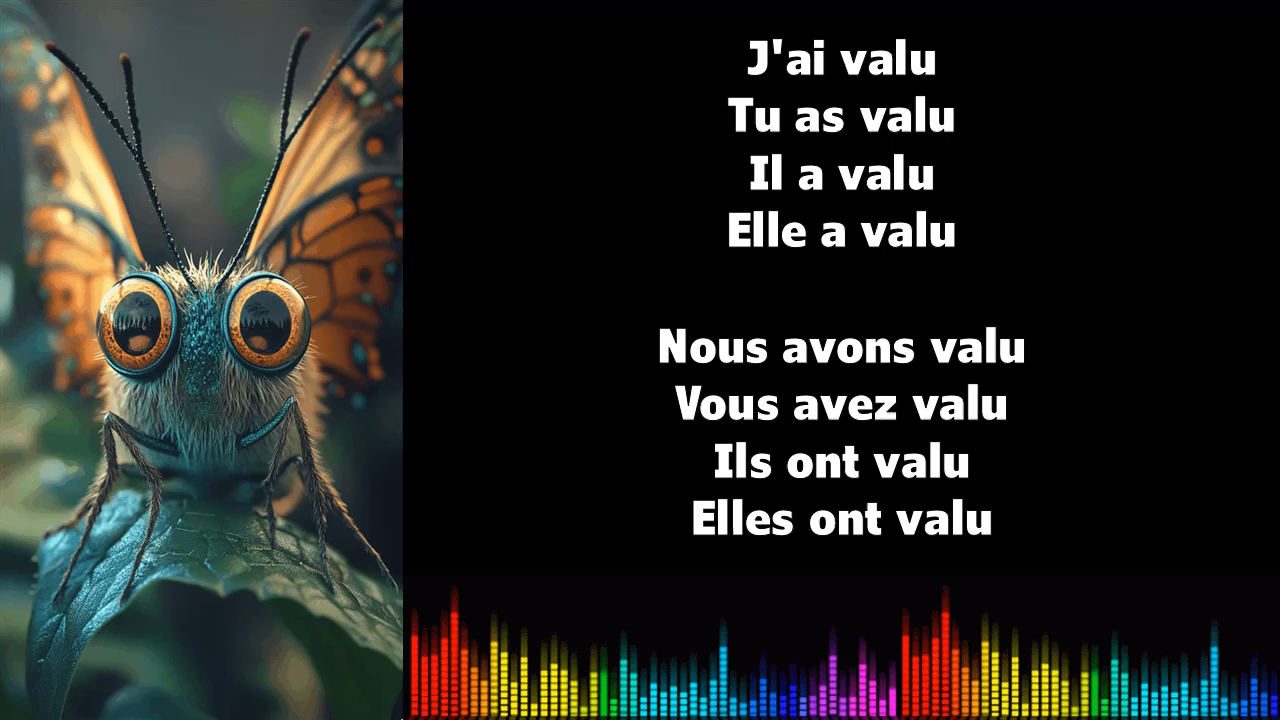 J'ai valu
Tu as valu
Il a valu
Elle a valu
Nous avons valu
Vous avez valu
Ils ont valu
Elles ont valu